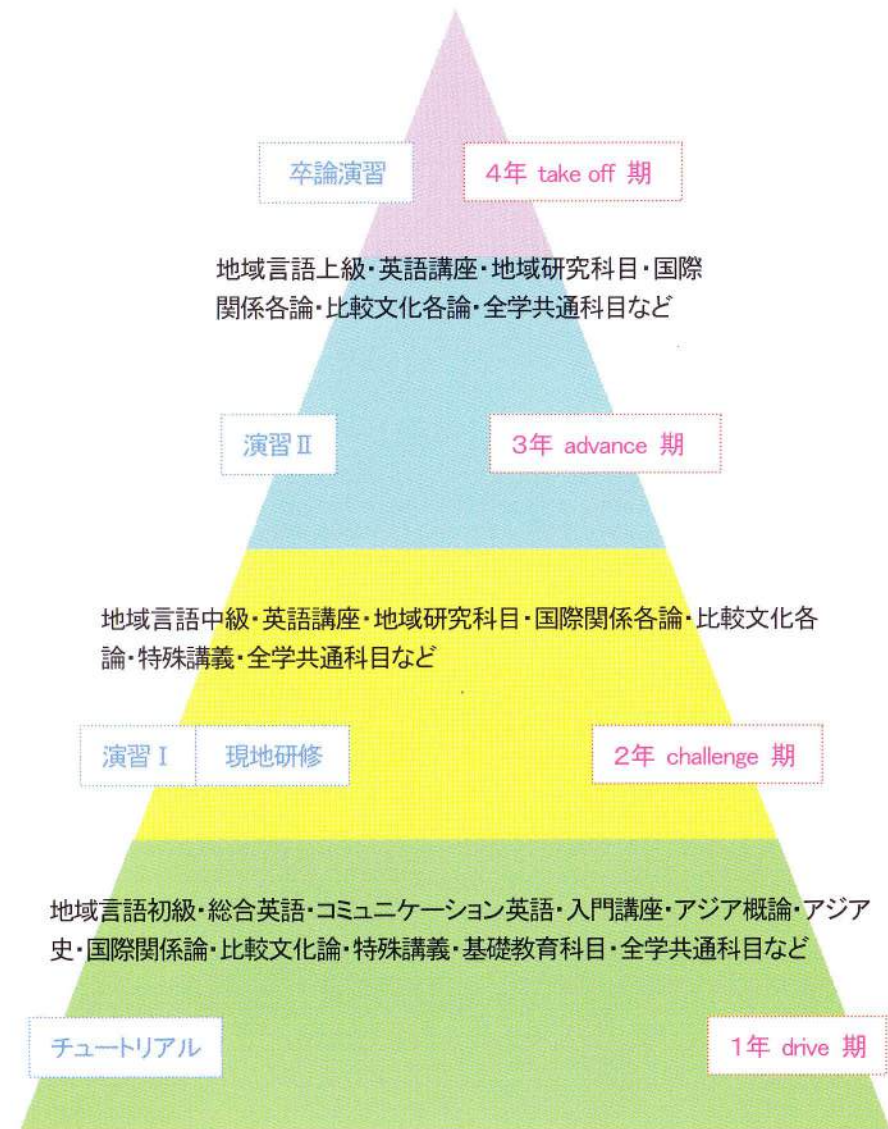 卒論演習 4年 take off 期
地域言語上級・英語講座・地域研究科目・国際
関係各論・比較文化各論・全学共通科目など
演習Ⅱ 3年 advance 期
地域言語中級・英語講座・地域研究科目・国際関係各論・比較文化各
論・特殊講義・全学共通科目など
演習Ⅰ 現地研修 2年 challenge 期
地域言語初級・総合英語・コミュニケーション英語・入門講座・アジア概論・アジア
史・国際関係論・比較文化論・特殊講義・基礎教育科目・全学共通科目など
チュートリアル 1年 drive 期